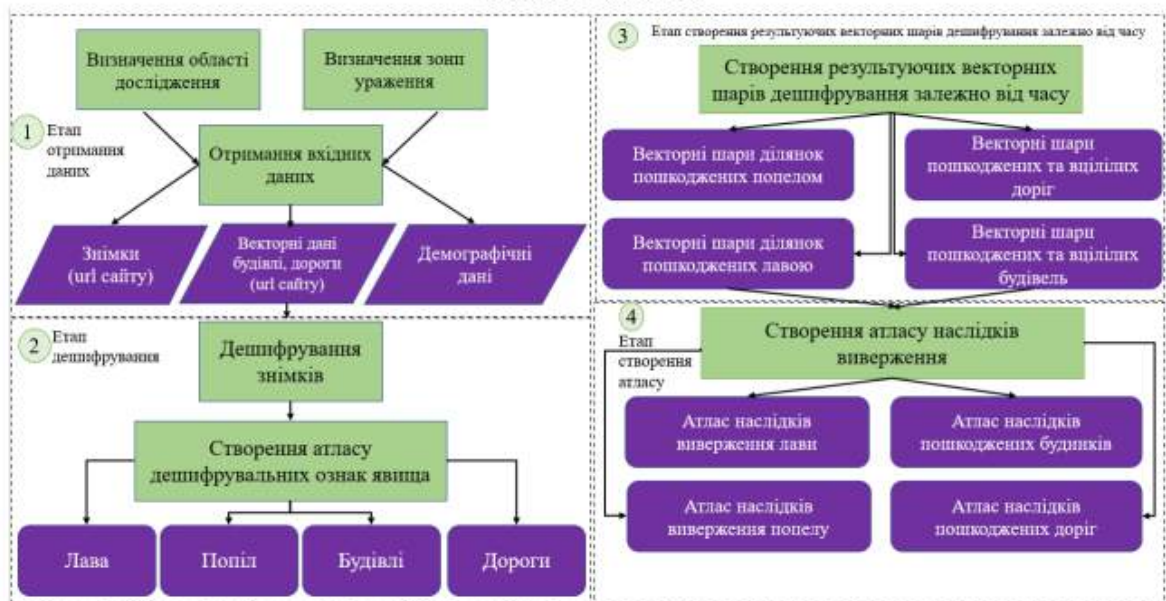 Визначення області
дослідження
Визначення зони
ураження
1 Етап
отримання
даних
Отримання вхідних
даних
Знімки
(url сайту)
Векторні дані
будівлі, дороги
(url сайту)
Демографічні
дані
2 Етап
дешифрування
Дешифрування
знімків
Створення атласу
дешифрувальних ознак явища
Лава
Попіл
Будівлі
Дороги
3 Етап створення результуючих векторних шарів дешифрування залежно від часу
Створення результуючих векторних
шарів дешифрування залежно від часу
Векторні шари ділянок
пошкоджених попелом
Векторні шари
пошкоджених та вцілілих
доріг
Векторні шари ділянок
пошкоджених лавою
Векторні шари
пошкоджених та вцілілих
будівель
4
Етап
створення
атласу
Створення атласу наслідків
виверження
Атлас наслідків
виверження лави
Атлас наслідків
пошкоджених будинків
Атлас наслідків
виверження попелу
Атлас наслідків
пошкоджених доріг